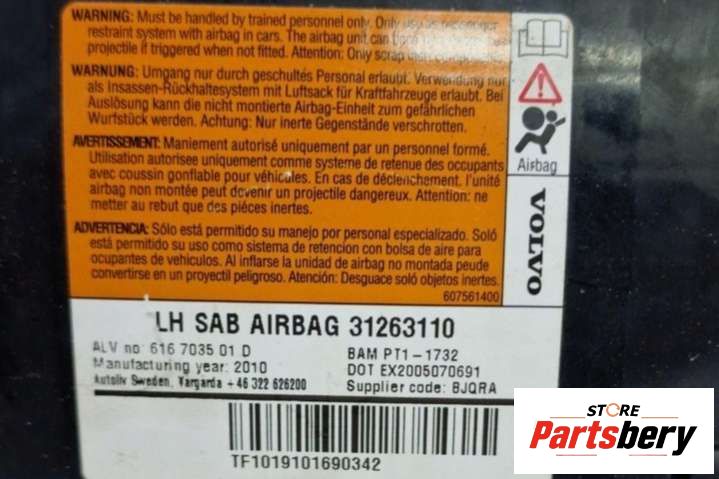 WARNING: Must be handled by trained personnel only. Only use as passenger
restraint system with airbag in cars. The airbag unit can
projectile if triggered when not fitted. Attention: Only scrap
WARNUNG: Umgang nur durch geschultes Personal erlaubt. Verwendung nur
als Insassen-Rückhaltesystem mit Luftsack für Kraftfahrzeuge erlaubt. Bei
Auslösung kann die nicht montierte Airbag-Einheit zum gefährlichen
Wurfstück werden. Achtung: Nur inerte Gegenstände verschrotten.
AVERTISSEMENT: Maniement autorisé uniquement par un personnel formé.
Utilisation autorisee uniquement comme systeme de retenue des occupants
avec coussin gonflable pour véhicules. En cas de déclenchement, l'unité
airbag non montée peut devenir un projectile dangereux. Attention: ne
metter au rebut que des piéces inertes.
ADVERTENCIA: Sólo está permitido su manejo por personal especializado. Soló
está permitido su uso como sistema de retención con bolsa de aire para
ocupantes de vehículos. Al inflarse la unidad de airbag no montada peude
convertirse en un proyectil peligroso. Atención: Desguace soló objetos inertes.
607561400
Airbag
VOLVO
LH SAB AIRBAG 31263110
ALV no 616 7035 01 D
BAM PT1-1732
Manufacturing year: 2010
DOT EX2005070691
Autoliv Sweden, Vargarda +46 322 626200
Supplier code: BJQRA
TF1019101690342
STORE
Partsbery